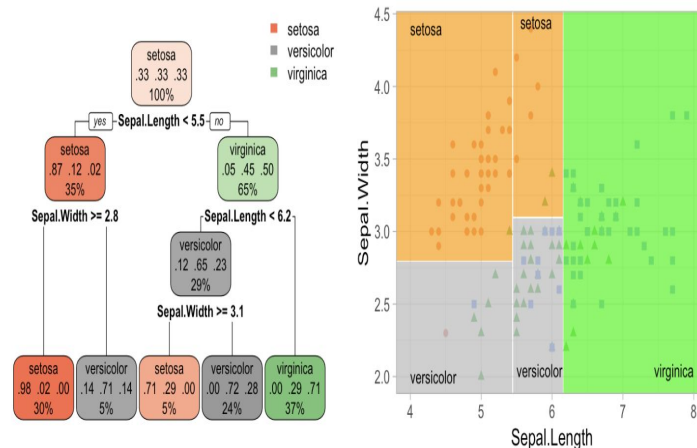 setosa
versicolor
virginica
setosa
.33 .33 .33
100%
yes Sepal.Length < 5.5 no
setosa
.87 .12 .02
35%
virginica
.05 .45 .50
65%
Sepal.Width >= 2.8
Sepal.Length < 6.2
versicolor
.12 .65 .23
29%
Sepal.Width >= 3.1
setosa
.98 .02 .00
30%
versicolor
.14 .71 .14
5%
setosa
.71 .29 .00
5%
versicolor
.00 .72 .28
24%
virginica
.00 .29 .71
37%
Sepal.Width
4.5
4.0
3.5
3.0
2.5
2.0
setosa
setosa
versicolor
versicolor
virginica
4 5 6 7 8
Sepal.Length